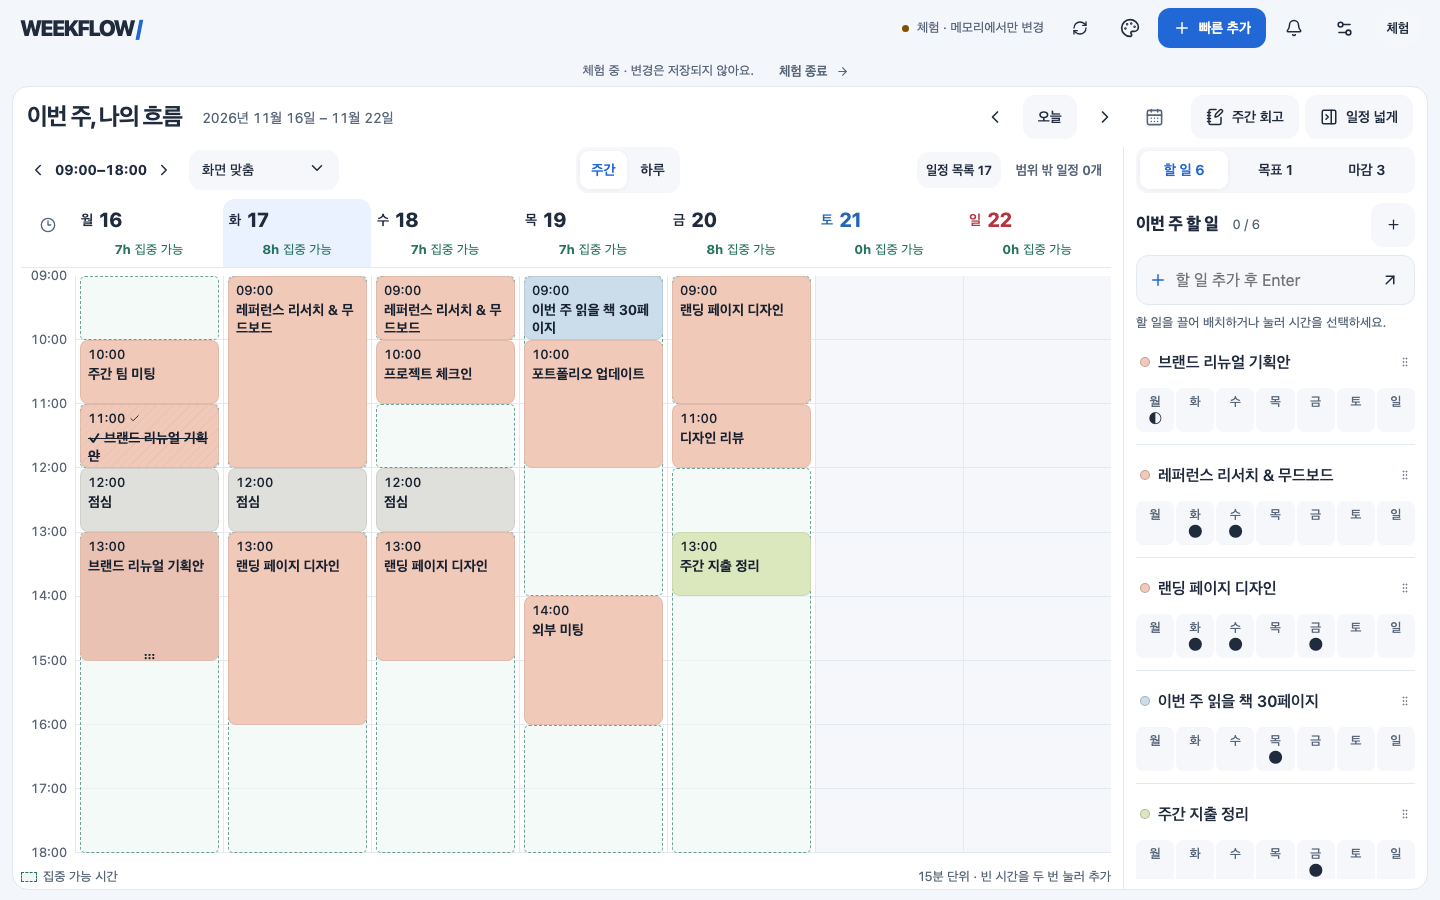 WEEKFLOW/
체험 · 메모리에서만 변경
빠른 추가
체험
체험 중 · 변경은 저장되지 않아요.
체험 종료 →
이번 주, 나의 흐름
2026년 11월 16일 – 11월 22일
오늘
주간 회고
일정 넓게
09:00–18:00
화면 맞춤
주간
하루
일정 목록 17
범위 밖 일정 0개
월 16
화 17
수 18
목 19
금 20
토 21
일 22
7h 집중 가능
8h 집중 가능
7h 집중 가능
7h 집중 가능
8h 집중 가능
0h 집중 가능
0h 집중 가능
09:00
10:00
11:00
12:00
13:00
14:00
15:00
16:00
17:00
18:00
10:00
주간 팀 미팅
11:00 ✓
✓ 브랜드 리뉴얼 기획
안
12:00
점심
13:00
브랜드 리뉴얼 기획안
09:00
레퍼런스 리서치 & 무
드보드
12:00
점심
13:00
랜딩 페이지 디자인
09:00
레퍼런스 리서치 & 무
드보드
10:00
프로젝트 체크인
12:00
점심
13:00
랜딩 페이지 디자인
09:00
이번 주 읽을 책 30페
이지
10:00
포트폴리오 업데이트
14:00
외부 미팅
09:00
랜딩 페이지 디자인
11:00
디자인 리뷰
13:00
주간 지출 정리
집중 가능 시간
15분 단위 · 빈 시간을 두 번 눌러 추가
할 일 6
목표 1
마감 3
이번 주 할 일
0 / 6
할 일 추가 후 Enter
할 일을 끌어 배치하거나 눌러 시간을 선택하세요.
브랜드 리뉴얼 기획안
월 화 수 목 금 토 일
레퍼런스 리서치 & 무드보드
월 화 수 목 금 토 일
랜딩 페이지 디자인
월 화 수 목 금 토 일
이번 주 읽을 책 30페이지
월 화 수 목 금 토 일
주간 지출 정리
월 화 수 목 금 토 일